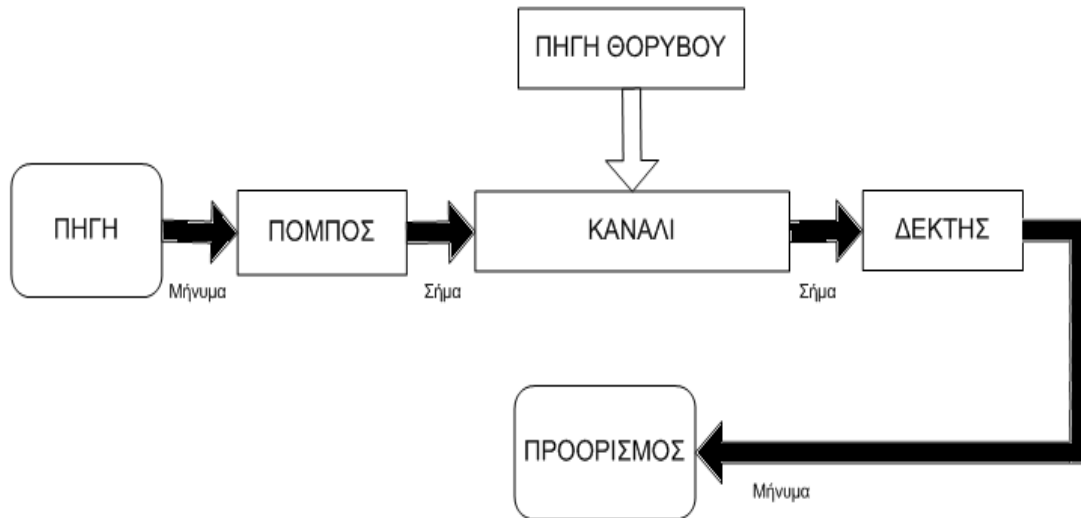 ΠΗΓΗ ΘΟΡΥΒΟΥ
ΠΗΓΗ
ΠΟΜΠΟΣ
ΚΑΝΑΛΙ
ΔΕΚΤΗΣ
Μήνυμα
Σήμα
Σήμα
ΠΡΟΟΡΙΣΜΟΣ
Μήνυμα